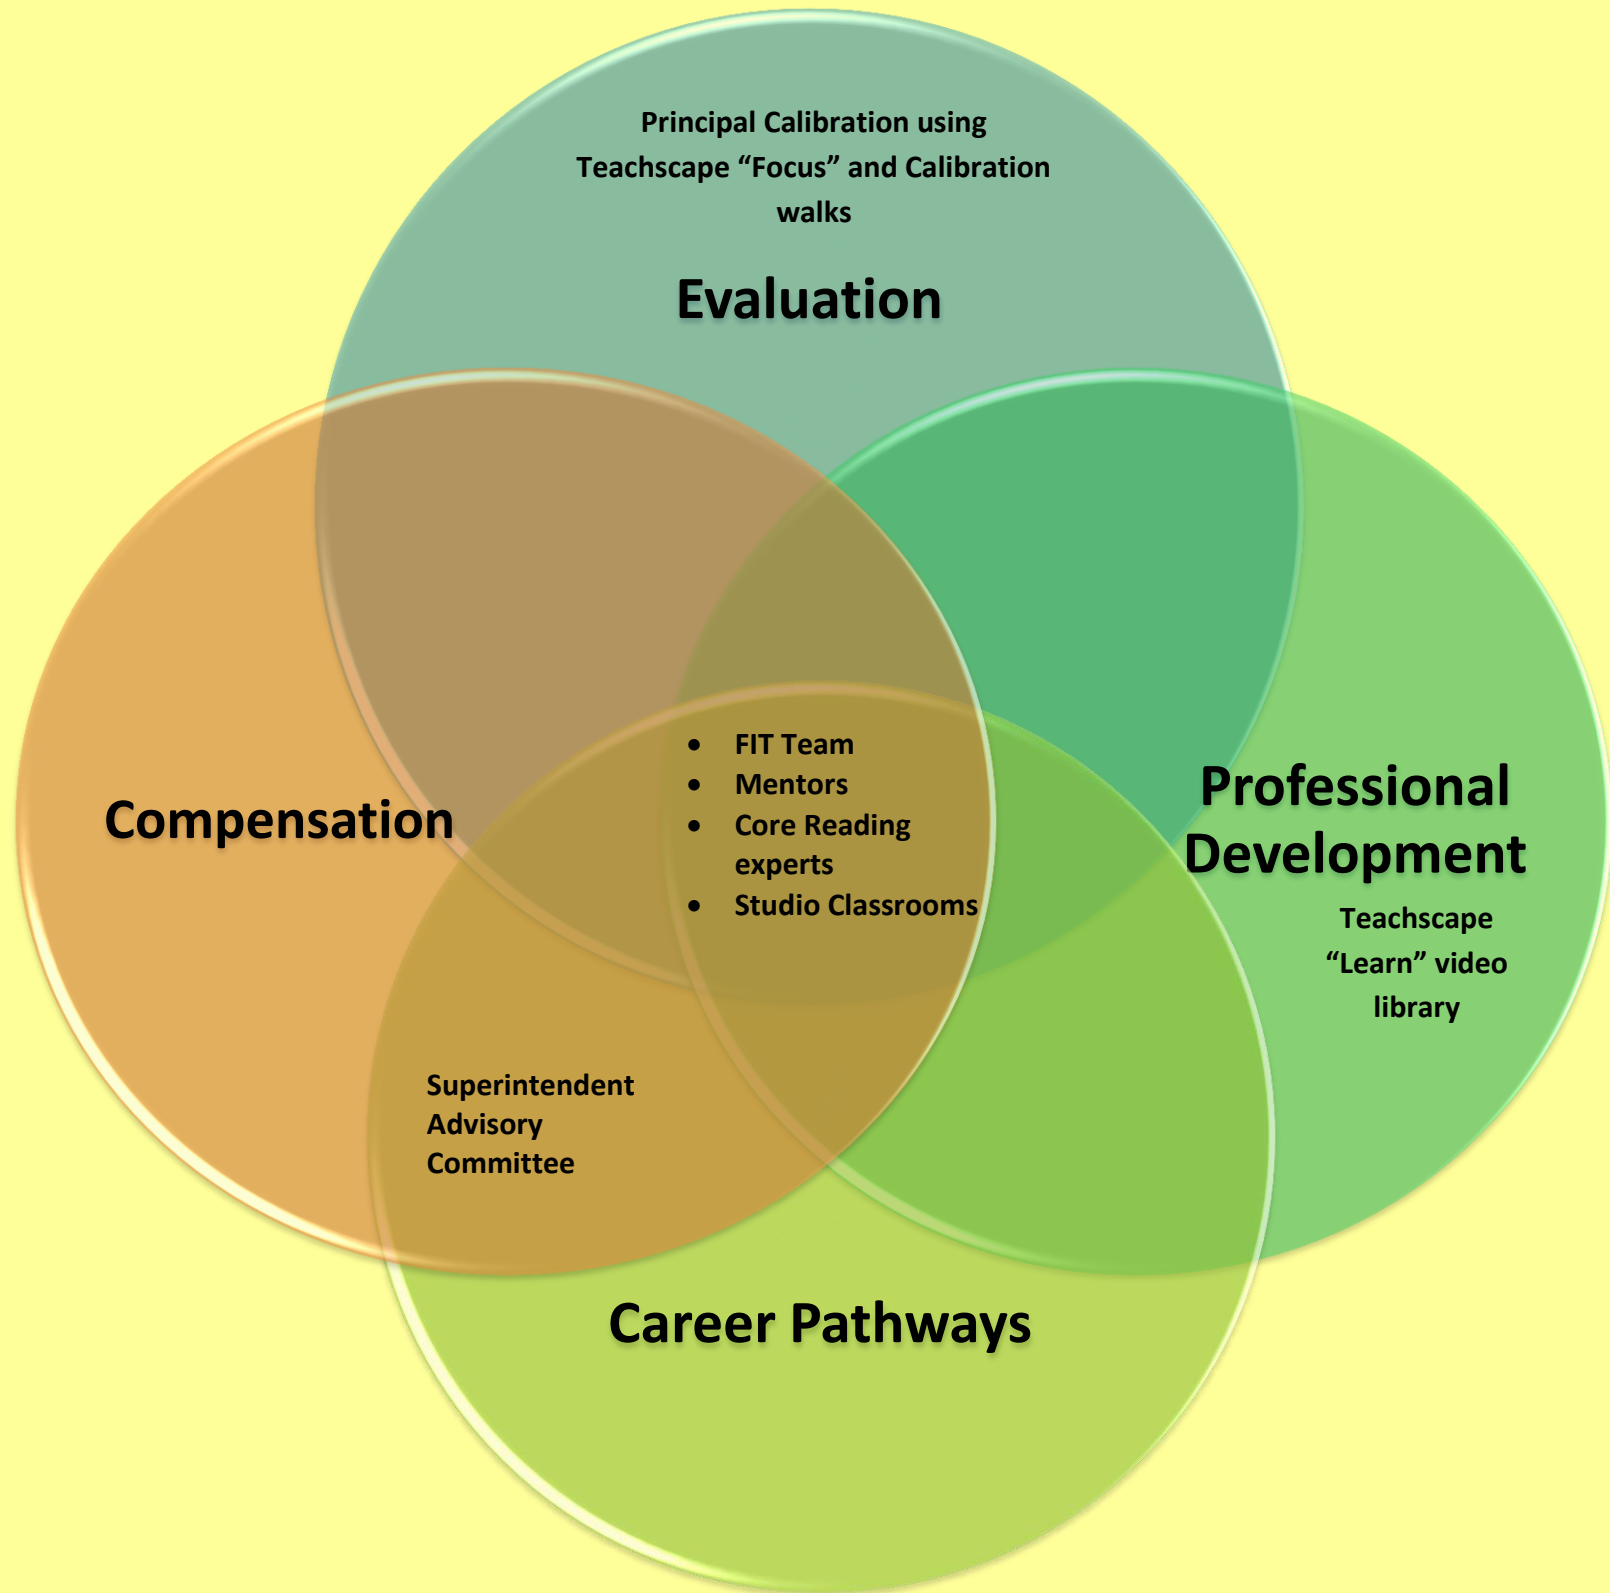 Principal Calibration using
Teachscape “Focus” and Calibration
walks
Evaluation
• FIT Team
• Mentors
• Core Reading
experts
• Studio Classrooms
Compensation
Professional
Development
Teachscape
“Learn” video
library
Superintendent
Advisory
Committee
Career Pathways